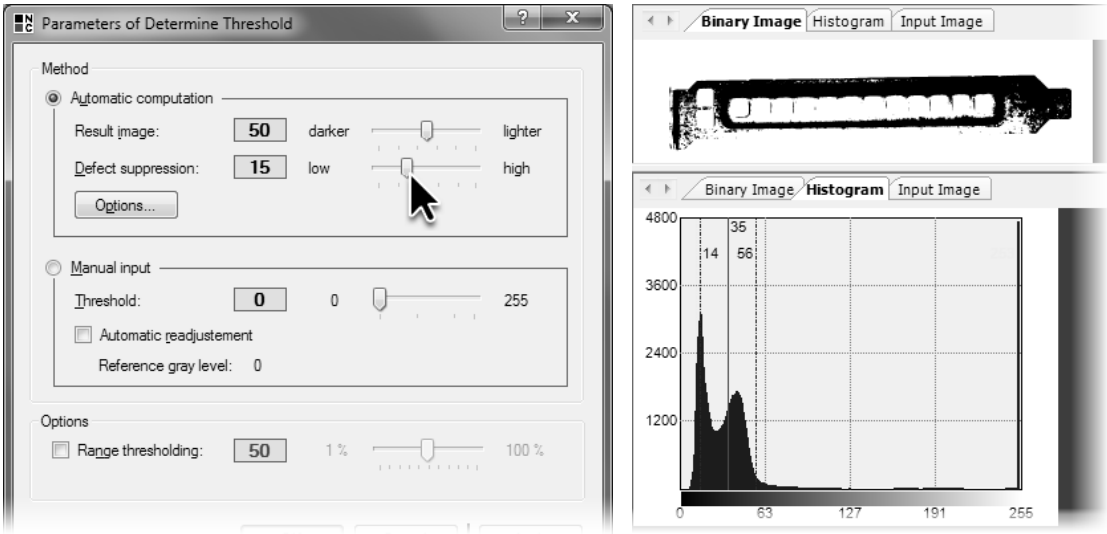 NC Parameters of Determine Threshold ?
Method
Automatic computation
Result image: 50 darker lighter
Defect suppression: 15 low high
Options...
Manual input
Threshold: 0 0 255
Automatic readjustement
Reference gray level: 0
Options
Range thresholding: 50 1 % 100 %
Binary Image Histogram Input Image
Binary Image Histogram Input Image
4800
3600
2400
1200
35
14 56
0 63 127 191 255